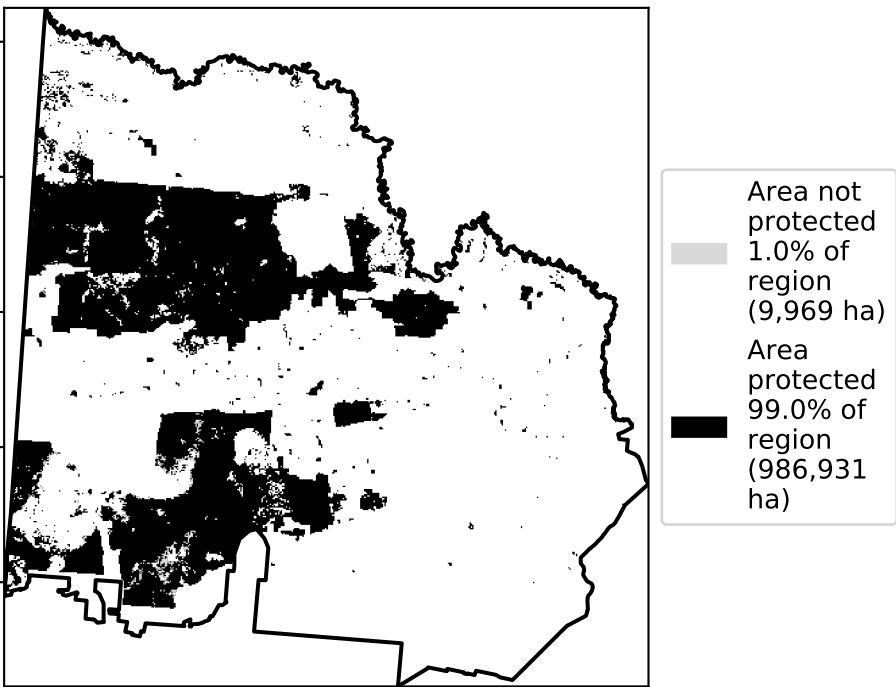 Area not
protected
1.0% of
region
(9,969 ha)
Area
protected
99.0% of
region
(986,931
ha)